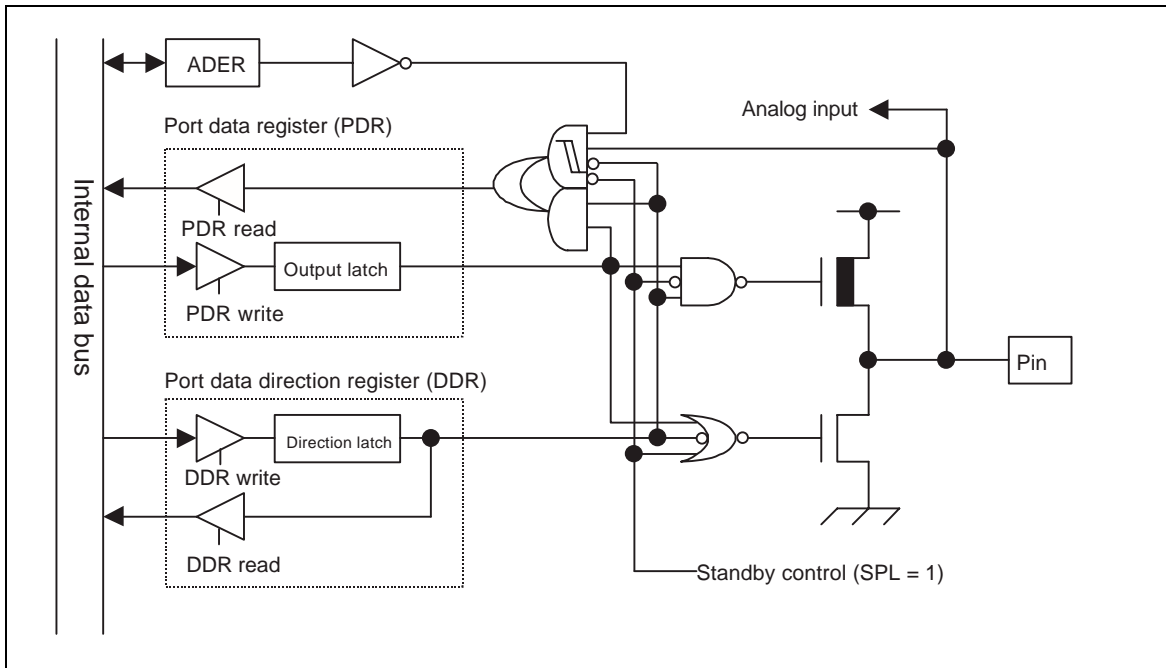 ADER
Analog input
Port data register (PDR)
Internal data bus
PDR read
Output latch
PDR write
Pin
Port data direction register (DDR)
Direction latch
DDR write
DDR read
Standby control (SPL = 1)